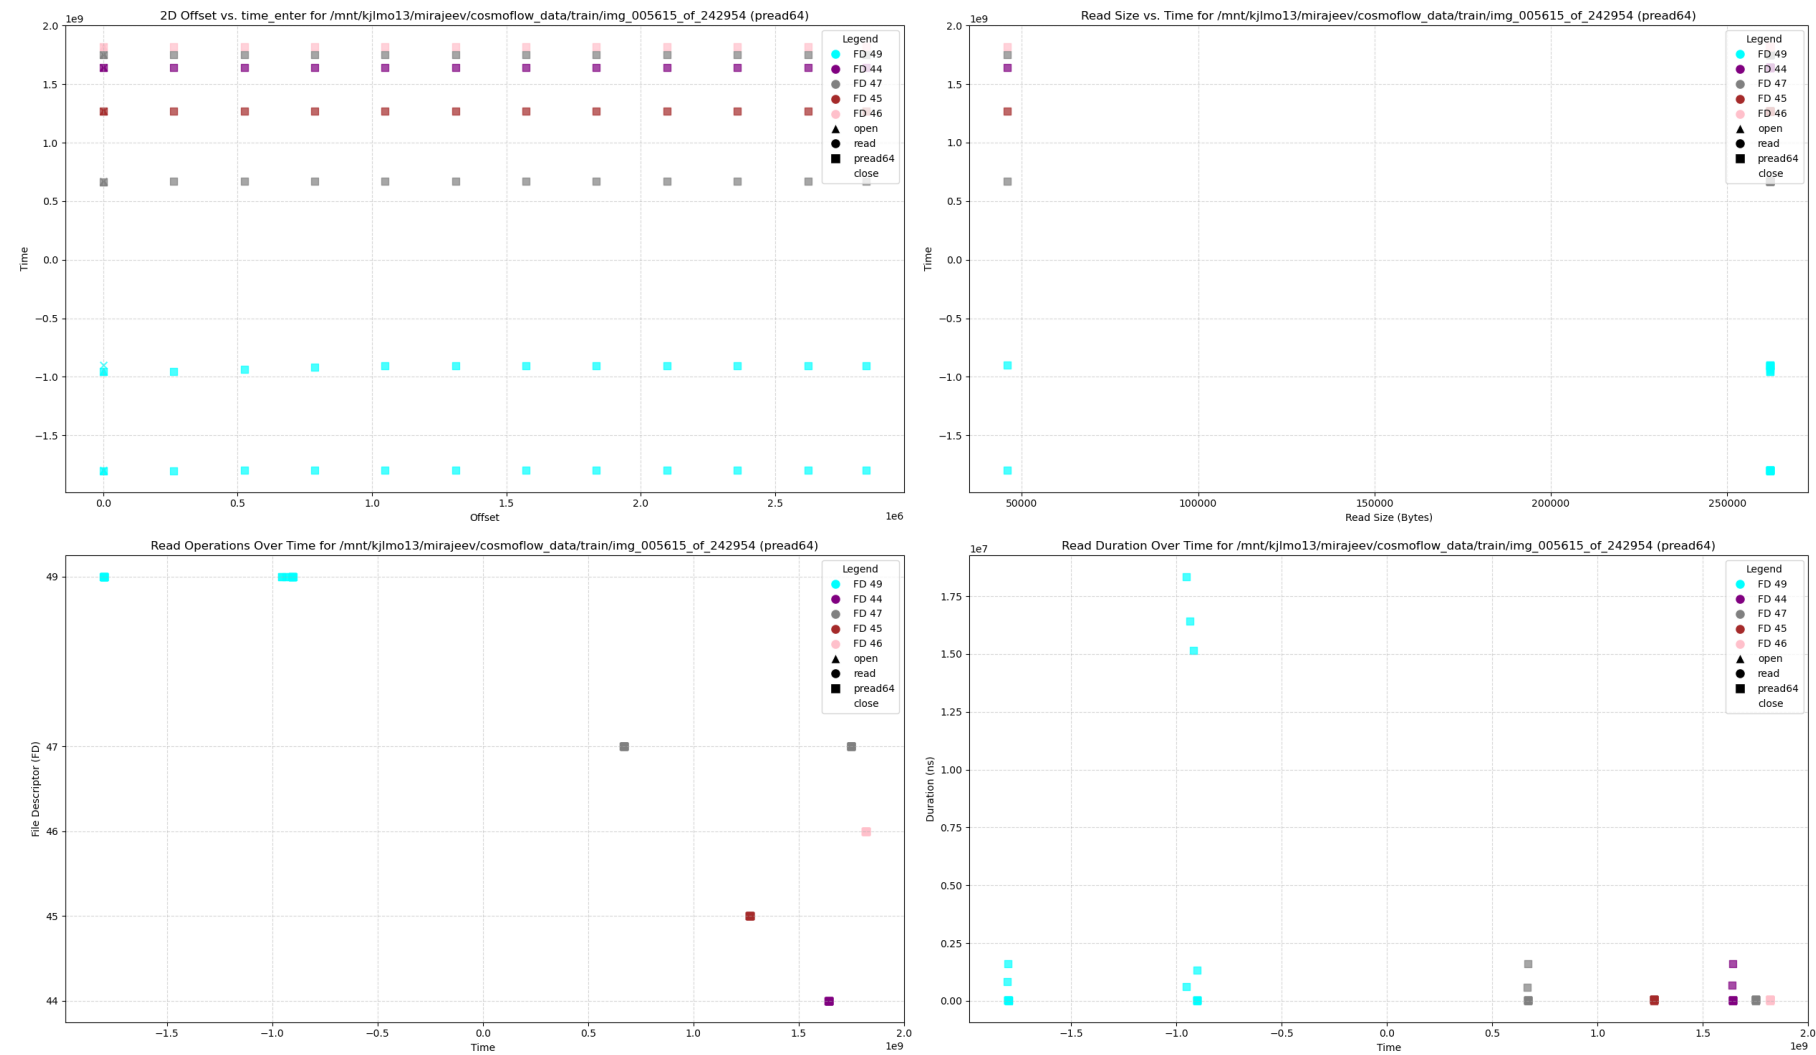 2D Offset vs. time_enter for /mnt/kjlmo13/mirajeev/cosmoflow_data/train/img_005615_of_242954 (pread64)
1e9
2.0
1.5
1.0
0.5
0.0
−0.5
−1.0
−1.5
Time
0.0
0.5
1.0
1.5
2.0
2.5
1e6
Offset
Legend
FD 49
FD 44
FD 47
FD 45
FD 46
open
read
pread64
close
Read Size vs. Time for /mnt/kjlmo13/mirajeev/cosmoflow_data/train/img_005615_of_242954 (pread64)
1e9
2.0
1.5
1.0
0.5
0.0
−0.5
−1.0
−1.5
Time
50000
100000
150000
200000
250000
Read Size (Bytes)
Legend
FD 49
FD 44
FD 47
FD 45
FD 46
open
read
pread64
close
Read Operations Over Time for /mnt/kjlmo13/mirajeev/cosmoflow_data/train/img_005615_of_242954 (pread64)
49
47
46
45
44
File Descriptor (FD)
−1.5
−1.0
−0.5
0.0
0.5
1.0
1.5
2.0
1e9
Time
Legend
FD 49
FD 44
FD 47
FD 45
FD 46
open
read
pread64
close
Read Duration Over Time for /mnt/kjlmo13/mirajeev/cosmoflow_data/train/img_005615_of_242954 (pread64)
1e7
1.75
1.50
1.25
1.00
0.75
0.50
0.25
0.00
Duration (ns)
−1.5
−1.0
−0.5
0.0
0.5
1.0
1.5
2.0
1e9
Time
Legend
FD 49
FD 44
FD 47
FD 45
FD 46
open
read
pread64
close